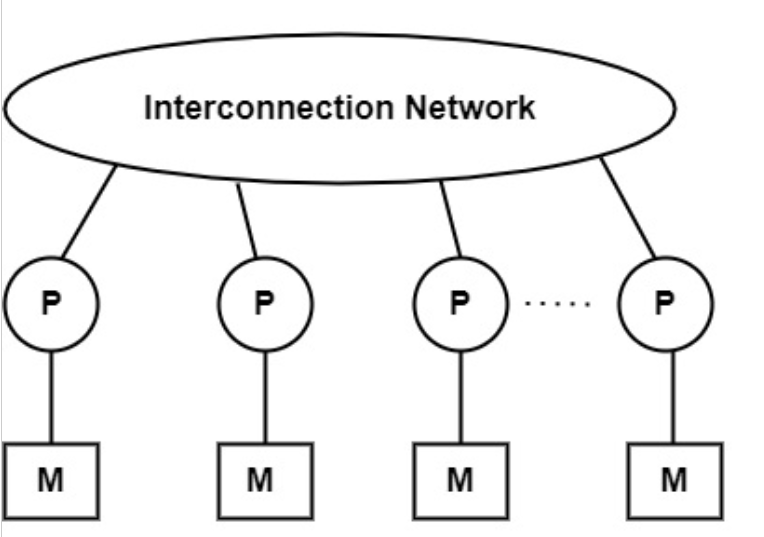 Interconnection Network
P P P ..... P
M M M M